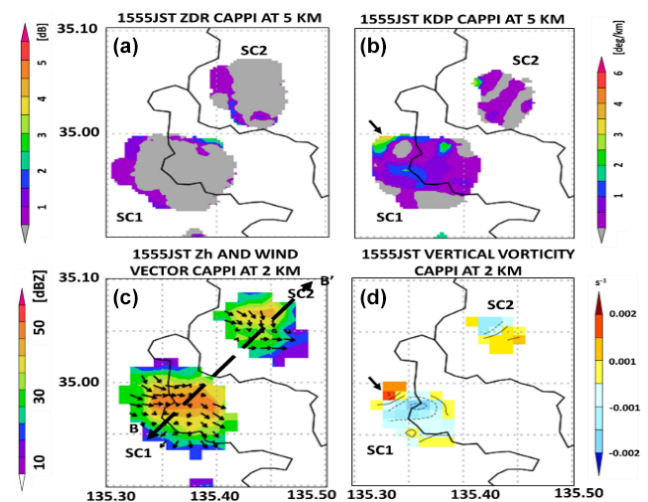 1555JST ZDR CAPPI AT 5 KM
1555JST KDP CAPPI AT 5 KM
[dB]
5
4
3
2
1
35.10
35.00
(a)
SC2
SC1
(b)
SC2
SC1
[deg/km]
6
5
4
3
2
1
1555JST Zh AND WIND
VECTOR CAPPI AT 2 KM
1555JST VERTICAL VORTICITY
CAPPI AT 2 KM
[dBZ]
50
30
10
35.10
35.00
(c)
B'
SC2
B
SC1
(d)
SC2
SC1
s⁻¹
0.002
0.001
-0.001
-0.002
135.30
135.40
135.50
135.30
135.40
135.50